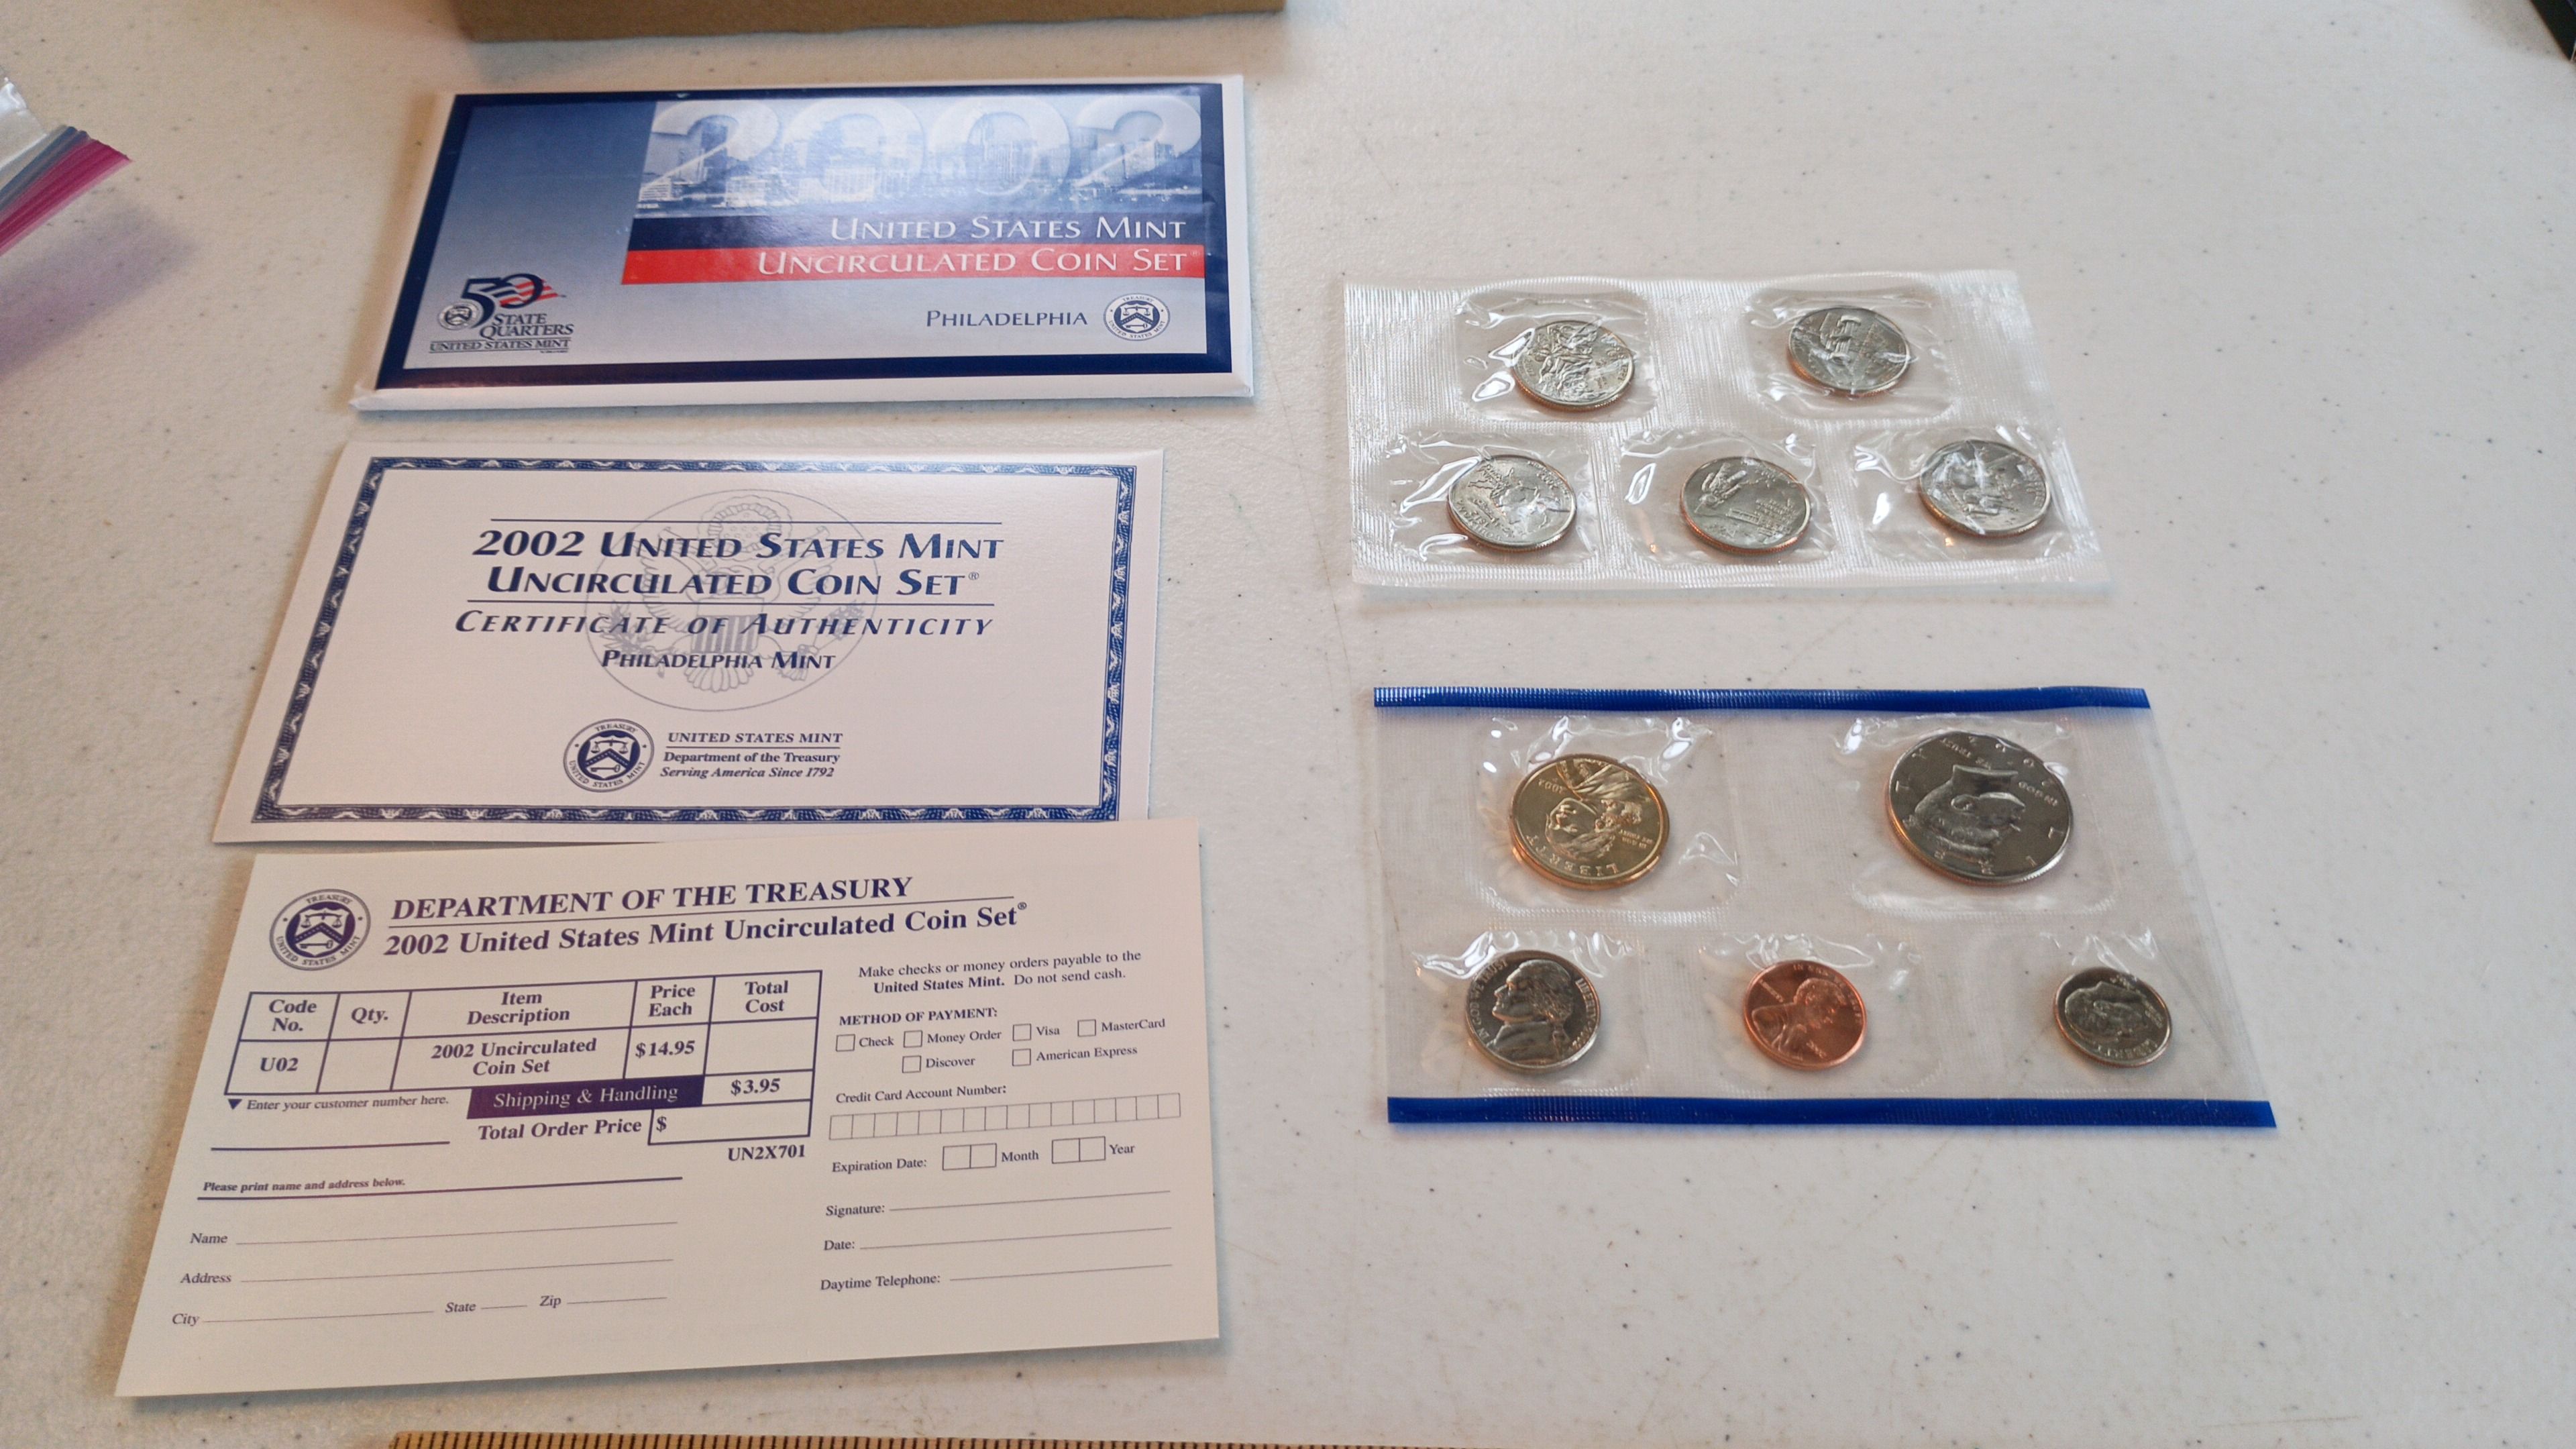 2002
UNITED STATES MINT
UNCIRCULATED COIN SET®
50
STATE
QUARTERS
UNITED STATES MINT
PHILADELPHIA
2002 UNITED STATES MINT
UNCIRCULATED COIN SET®
CERTIFICATE OF AUTHENTICITY
PHILADELPHIA MINT
UNITED STATES MINT
Department of the Treasury
Serving America Since 1792
DEPARTMENT OF THE TREASURY
2002 United States Mint Uncirculated Coin Set®
Code No. Qty. Item Description Price Each Total Cost
U02 2002 Uncirculated Coin Set $14.95
Shipping & Handling $3.95
▼ Enter your customer number here.
Total Order Price $
UN2X701
Please print name and address below.
Name
Address
City State Zip
Make checks or money orders payable to the
United States Mint. Do not send cash.
METHOD OF PAYMENT:
Check Money Order Visa MasterCard
Discover American Express
Credit Card Account Number:
Expiration Date: Month Year
Signature:
Date:
Daytime Telephone:
LIBERTY
2002
IN GOD WE TRUST
LIBERTY